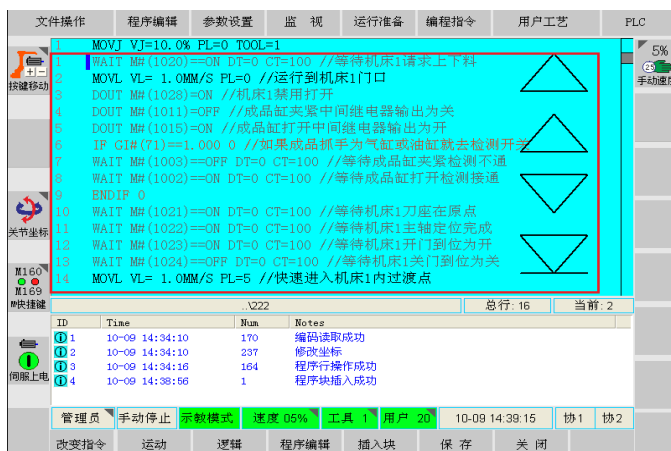 文件操作 程序编辑 参数设置 监 视 运行准备 编程指令 用户工艺 PLC
1 MOVJ VJ=10.0% PL=0 TOOL=1
1 WAIT M#(1020)==ON DT=0 CT=100 //等待机床1请求上下料
2 MOVL VL= 1.0MM/S PL=0 //运行到机床1门口
3 DOUT M#(1028)=ON //机床1禁用打开
4 DOUT M#(1011)=OFF //成品缸夹紧中间继电器输出为关
5 DOUT M#(1015)=ON //成品缸打开中间继电器输出为开
6 IF GI#(71)==1.000 0 //如果成品抓手为气缸或油缸就去检测开关
7 WAIT M#(1003)==OFF DT=0 CT=100 //等待成品缸夹紧检测不通
8 WAIT M#(1002)==ON DT=0 CT=100 //等待成品缸打开检测接通
9 ENDIF 0
10 WAIT M#(1021)==ON DT=0 CT=100 //等待机床1刀座在原点
11 WAIT M#(1022)==ON DT=0 CT=100 //等待机床1主轴定位完成
12 WAIT M#(1023)==ON DT=0 CT=100 //等待机床1开门到位为开
13 WAIT M#(1024)==OFF DT=0 CT=100 //等待机床1关门到位为关
14 MOVL VL= 1.0MM/S PL=5 //快速进入机床1内过渡点
按键移动
关节坐标
M160
M169
M快捷键
伺服上电
5%
25
手动速度
..\222 总行: 16 当前: 2
ID Time Num Notes
1 10-09 14:34:10 170 编码读取成功
2 10-09 14:34:10 237 修改坐标
3 10-09 14:34:16 164 程序行操作成功
4 10-09 14:38:56 1 程序块插入成功
管理员 手动停止 示教模式 速度 05% 工具 1 用户 20 10-09 14:39:15 协1 协2
改变指令 运动 逻辑 程序编辑 插入块 保 存 关 闭